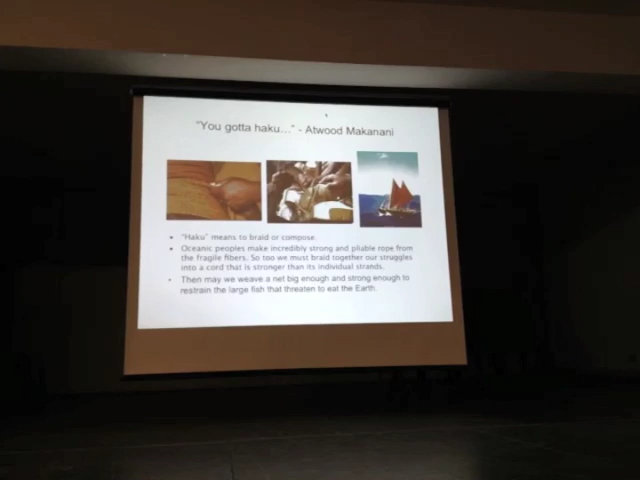 "You gotta haku..." - Atwood Makanani
• "Haku" means to braid or compose.
• Oceanic peoples make incredibly strong and pliable rope from
the fragile fibers. So too we must braid together our struggles
into a cord that is stronger than its individual strands.
• Then may we weave a net big enough and strong enough to
restrain the large fish that threaten to eat the Earth.